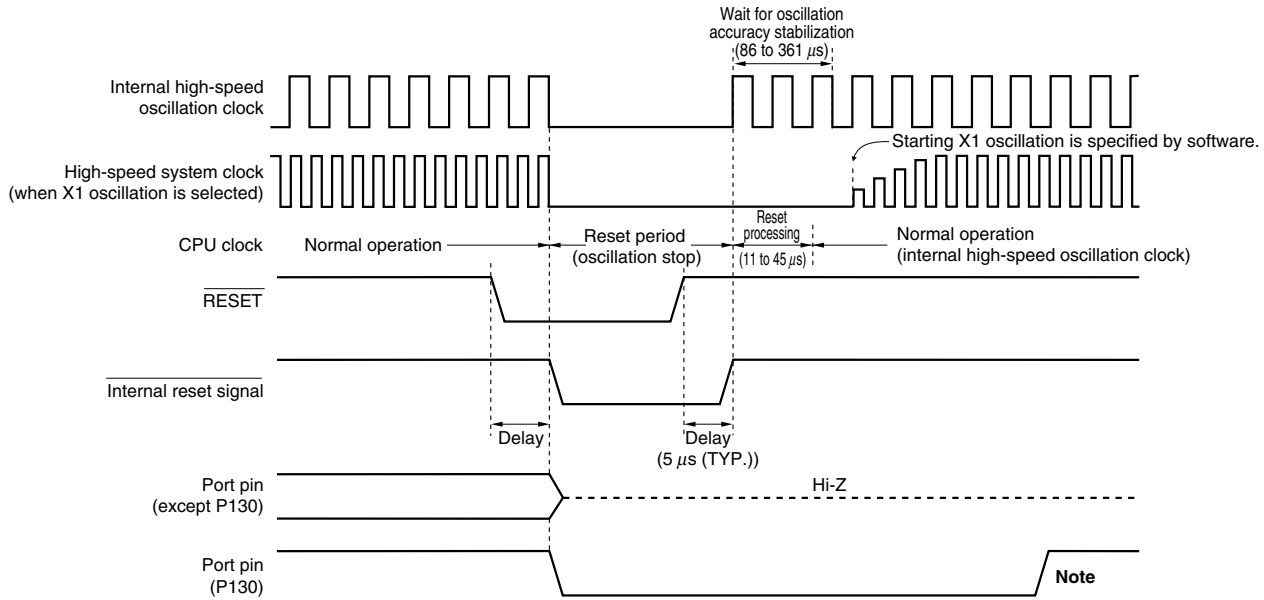 Wait for oscillation
accuracy stabilization
(86 to 361 μs)
Internal high-speed
oscillation clock
Starting X1 oscillation is specified by software.
High-speed system clock
(when X1 oscillation is selected)
CPU clock
Normal operation
Reset period
(oscillation stop)
Reset
processing
(11 to 45 μs)
Normal operation
(internal high-speed oscillation clock)
RESET
Internal reset signal
Delay
Delay
(5 μs (TYP.))
Port pin
(except P130)
Hi-Z
Port pin
(P130)
Note